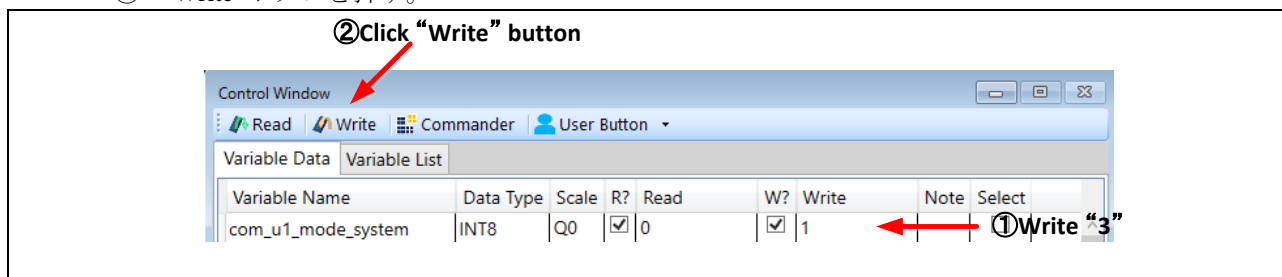 Write
②Click “Write” button
Control Window
Read Write Commander User Button
Variable Data Variable List
Variable Name Data Type Scale R? Read W? Write Note Select
com_u1_mode_system INT8 Q0 0 1
①Write “3”